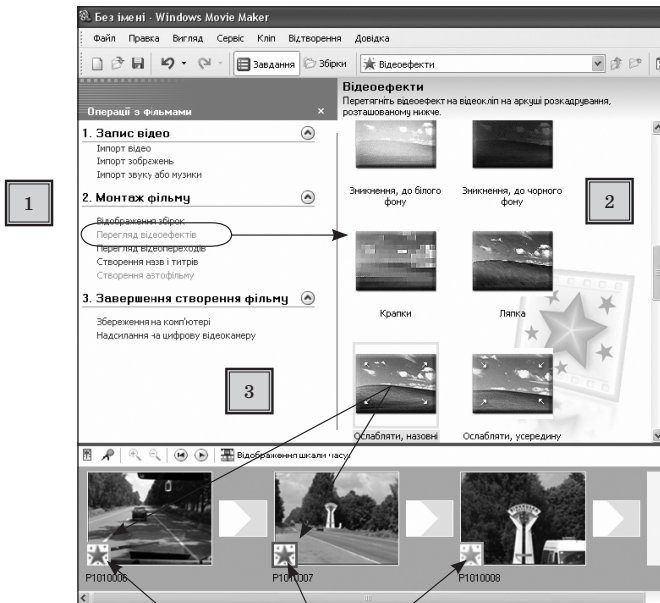 Без імені - Windows Movie Maker
Файл Правка Вигляд Сервіс Кліп Відтворення Довідка
Завдання Збірки Відеоефекти
Операції з фільмами
1. Запис відео
Імпорт відео
Імпорт зображень
Імпорт звуку або музики
2. Монтаж фільму
Відображення збірок
Перегляд відеоефектів
Перегляд відеопереходів
Створення назв і титрів
Створення автофільму
3. Завершення створення фільму
Збереження на комп'ютері
Надсилання на цифрову відеокамеру
1
3
Відеоефекти
Перетягніть відеоефект на відеокліп на аркуші розкадрування,
розташованому нижче.
Зникнення, до білого
фону
Зникнення, до чорного
фону
2
Крапки
Ляпка
Ослабляти, назовні
Ослабляти, усередину
Відображення шкали часу
P1010006
P1010007
P1010008